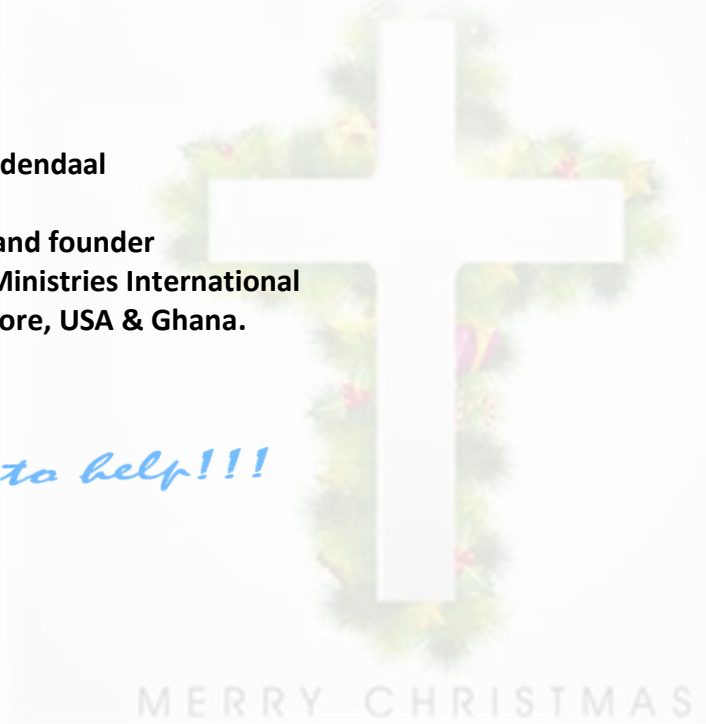 dendaal
and founder
Ministries International
ore, USA & Ghana.
to help!!!
MERRY CHRISTMAS